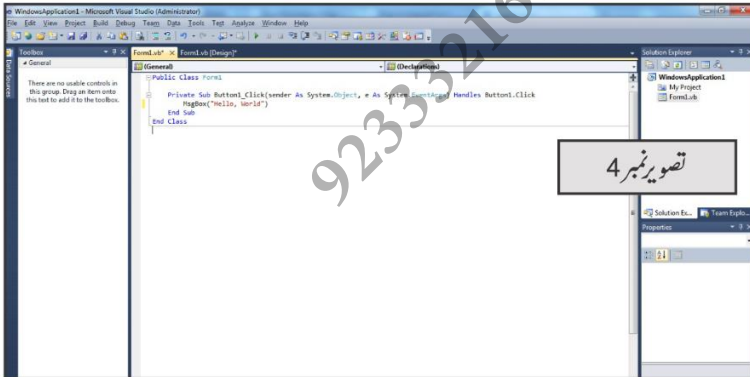 WindowsApplication1 - Microsoft Visual Studio (Administrator)
File Edit View Project Build Debug Team Data Tools Test Analyze Window Help
Data Sources
Toolbox
General
There are no usable controls in
this group. Drag an item onto
this text to add it to the toolbox.
Form1.vb* Form1.vb [Design]*
(General) (Declarations)
Public Class Form1
Private Sub Button1_Click(sender As System.Object, e As System.EventArgs) Handles Button1.Click
MsgBox("Hello, World")
End Sub
End Class
Solution Explorer
WindowsApplication1
My Project
Form1.vb
تصویر نمبر 4
Solution Ex... Team Explo...
Properties